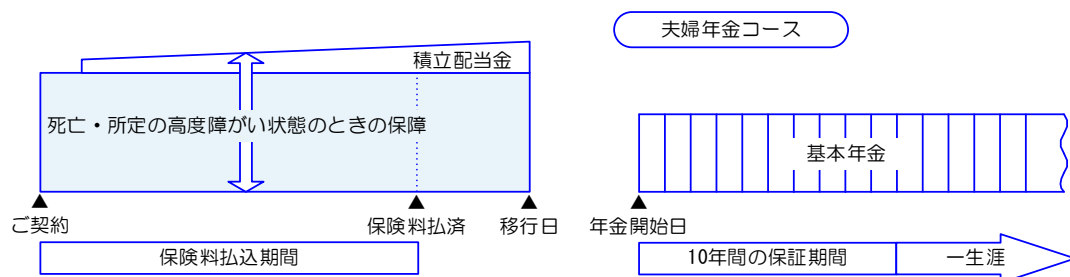 夫婦年金コース
積立配当金
死亡・所定の高度障がい状態のときの保障
基本年金
ご契約
保険料払済
移行日
年金開始日
保険料払込期間
10年間の保証期間
一生涯